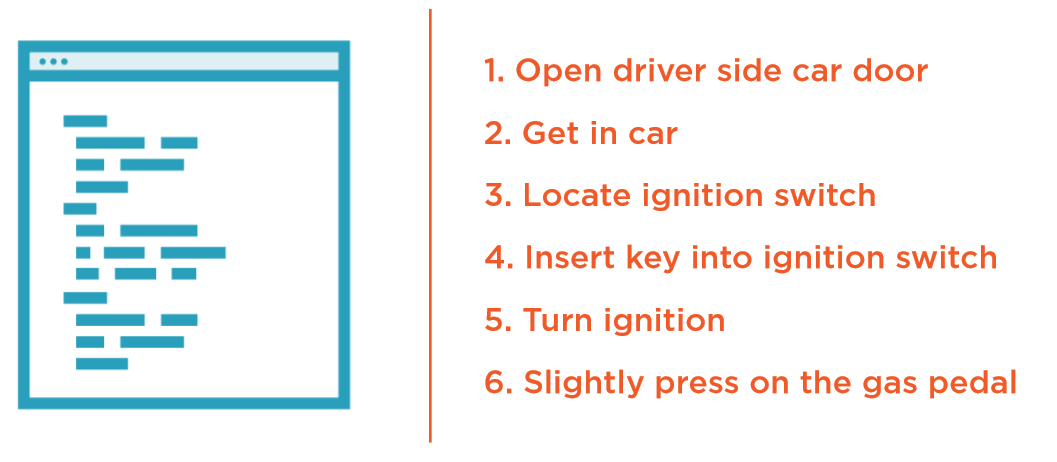 1. Open driver side car door
2. Get in car
3. Locate ignition switch
4. Insert key into ignition switch
5. Turn ignition
6. Slightly press on the gas pedal